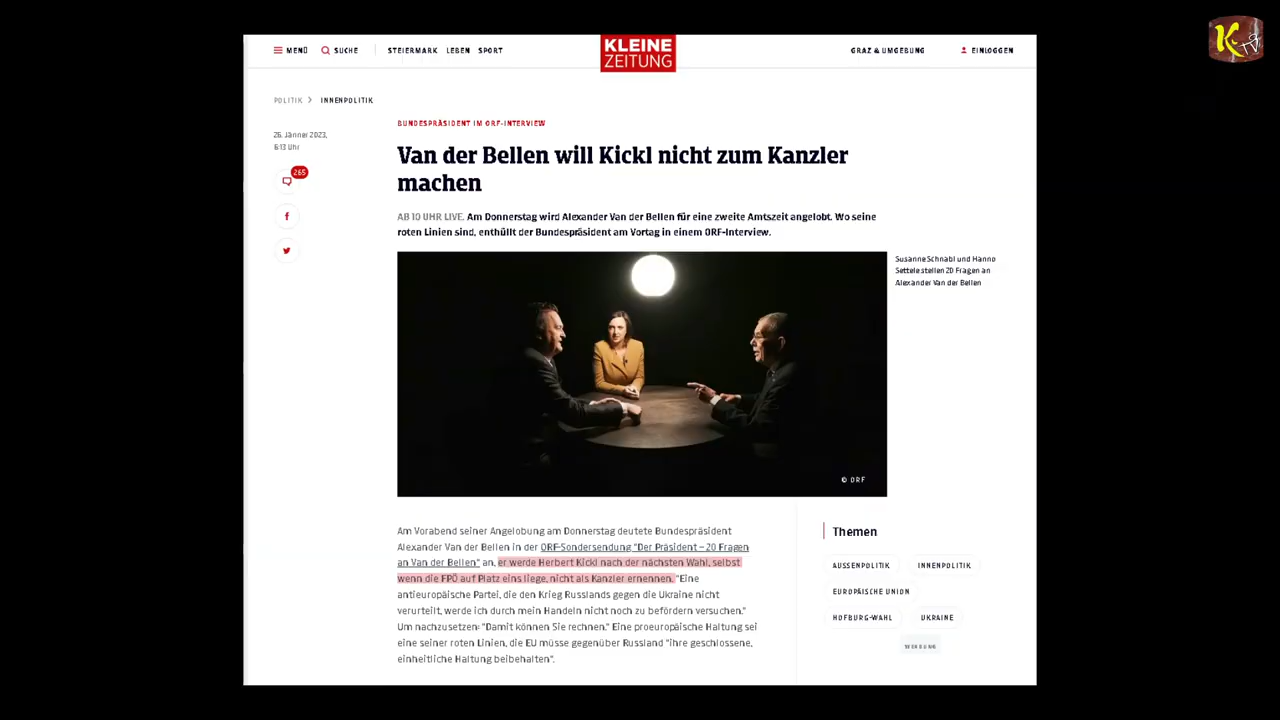 MENÜ
SUCHE
STEIERMARK LEBEN SPORT
KLEINE
ZEITUNG
GRAZ & UMGEBUNG
EINLOGGEN
POLITIK > INNENPOLITIK
26. Jänner 2023,
6:13 Uhr
265
BUNDESPRÄSIDENT IM ORF-INTERVIEW
Van der Bellen will Kickl nicht zum Kanzler
machen
AB 10 UHR LIVE. Am Donnerstag wird Alexander Van der Bellen für eine zweite Amtszeit angelobt. Wo seine
roten Linien sind, enthüllt der Bundespräsident am Vortag in einem ORF-Interview.
Susanne Schnabl und Hanno
Settele stellen 20 Fragen an
Alexander Van der Bellen
© ORF
Am Vorabend seiner Angelobung am Donnerstag deutete Bundespräsident
Alexander Van der Bellen in der ORF-Sondersendung "Der Präsident – 20 Fragen
an Van der Bellen" an, er werde Herbert Kickl nach der nächsten Wahl, selbst
wenn die FPÖ auf Platz eins liege, nicht als Kanzler ernennen. "Eine
antieuropäische Partei, die den Krieg Russlands gegen die Ukraine nicht
verurteilt, werde ich durch mein Handeln nicht noch zu befördern versuchen."
Um nachzusetzen: "Damit können Sie rechnen." Eine proeuropäische Haltung sei
eine seiner roten Linien, die EU müsse gegenüber Russland "ihre geschlossene,
einheitliche Haltung beibehalten".
Themen
AUSSENPOLITIK
INNENPOLITIK
EUROPÄISCHE UNION
HOFBURG-WAHL
UKRAINE
WERBUNG
K
TV